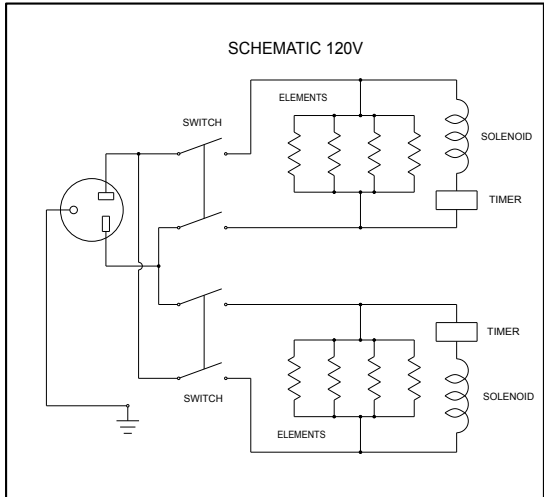 SCHEMATIC 120V
ELEMENTS
SWITCH
SOLENOID
TIMER
TIMER
SWITCH
SOLENOID
ELEMENTS